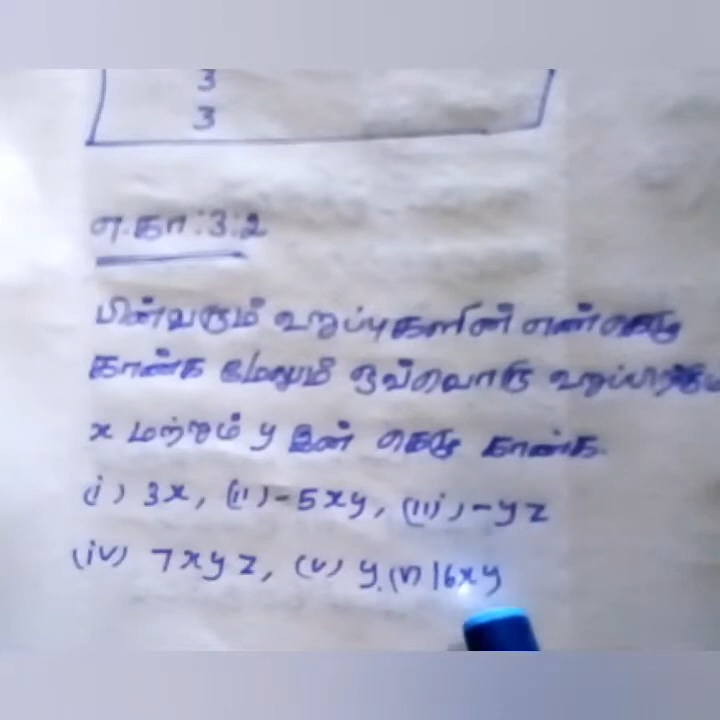 3
3
எ.கா:3:2
பின்வரும் உறுப்புகளின் எண்கெழு
காண்க மேலும் ஒவ்வொரு உறுப்பிற்கும்
x மற்றும் y இன் கெழு காண்க.
(i) 3x, (ii) -5xy, (iii) -yz
(iv) 7xyz, (v) y, (vi) 16xy